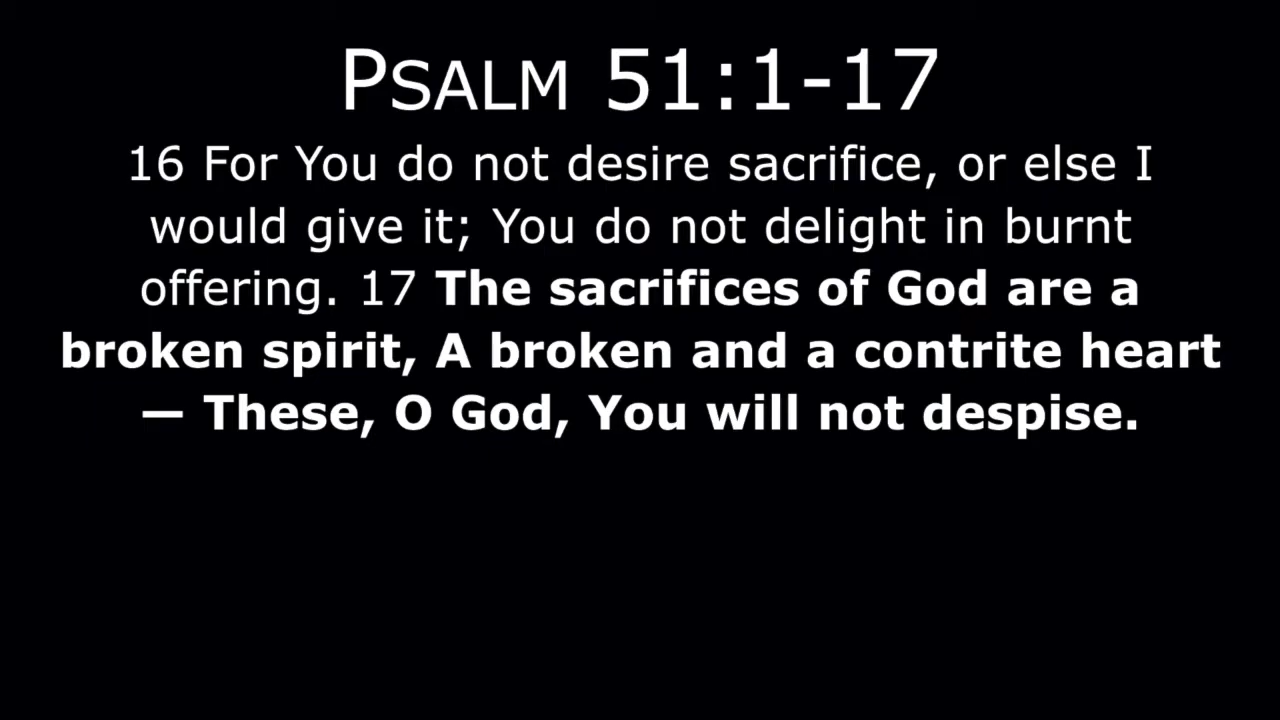 PSALM 51:1-17
16 For You do not desire sacrifice, or else I
would give it; You do not delight in burnt
offering. 17 The sacrifices of God are a
broken spirit, A broken and a contrite heart
— These, O God, You will not despise.